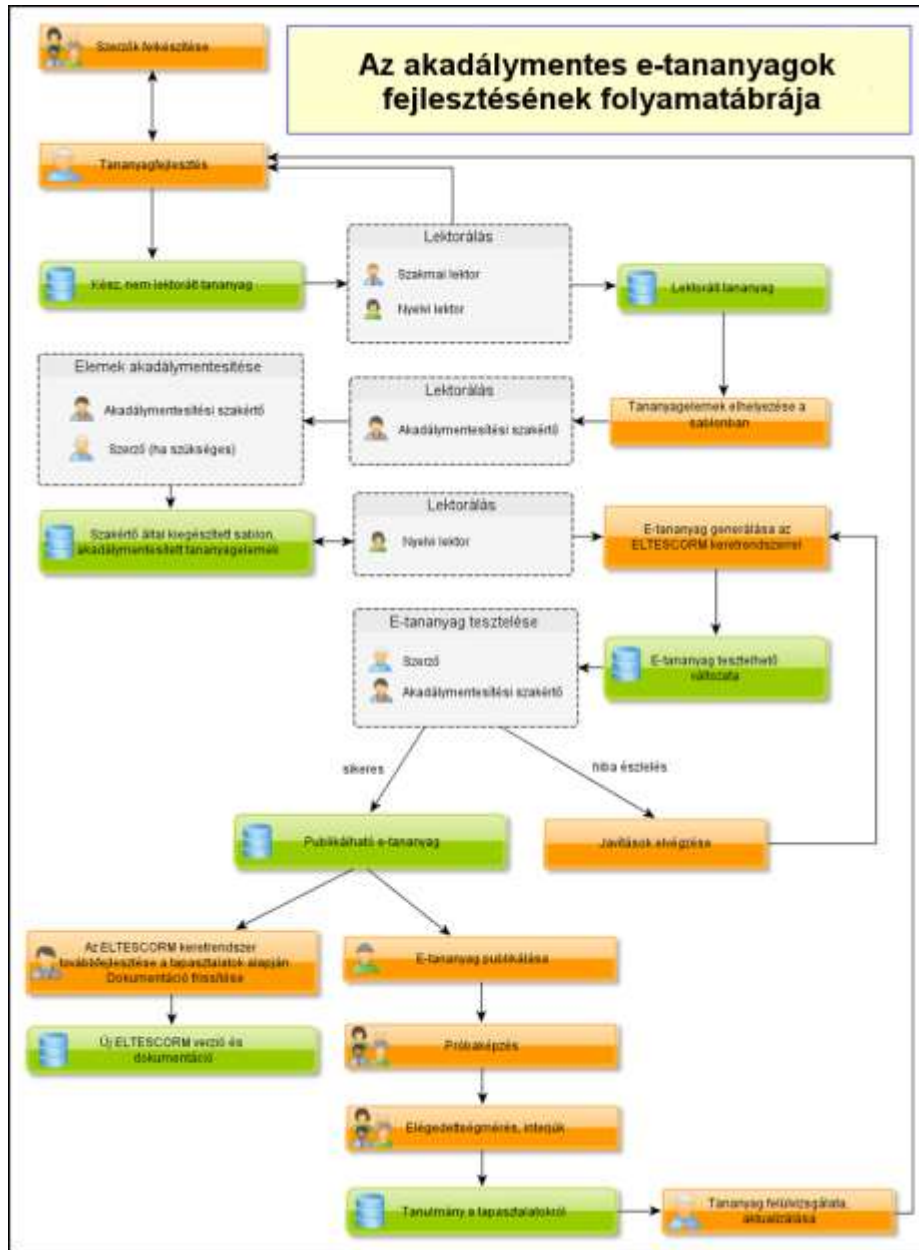 Az akadálymentes e-tananyagok
fejlesztésének folyamatábrája
Szerzők felkészítése
Tananyagfejlesztés
Kész, nem lektorált tananyag
Lektorálás
Szakmai lektor
Nyelvi lektor
Lektorált tananyag
Tananyagelemek elhelyezése a
sablonban
Lektorálás
Akadálymentesítési szakértő
Elemek akadálymentesítése
Akadálymentesítési szakértő
Szerző (ha szükséges)
Szakértő által kiegészített sablon,
akadálymentesített tananyagelemek
Lektorálás
Nyelvi lektor
E-tananyag generálása az
ELTESCORM keretrendszerrel
E-tananyag tesztelhető
változata
E-tananyag tesztelése
Szerző
Akadálymentesítési szakértő
sikeres
hiba észlelés
Publikálható e-tananyag
Javítások elvégzése
Az ELTESCORM keretrendszer
továbbfejlesztése a tapasztalatok alapján.
Dokumentáció frissítése
Új ELTESCORM verzió és
dokumentáció
E-tananyag publikálása
Próbaképzés
Elégedettségmérés, interjúk
Tanulmány a tapasztalatokról
Tananyag felülvizsgálata,
aktualizálása